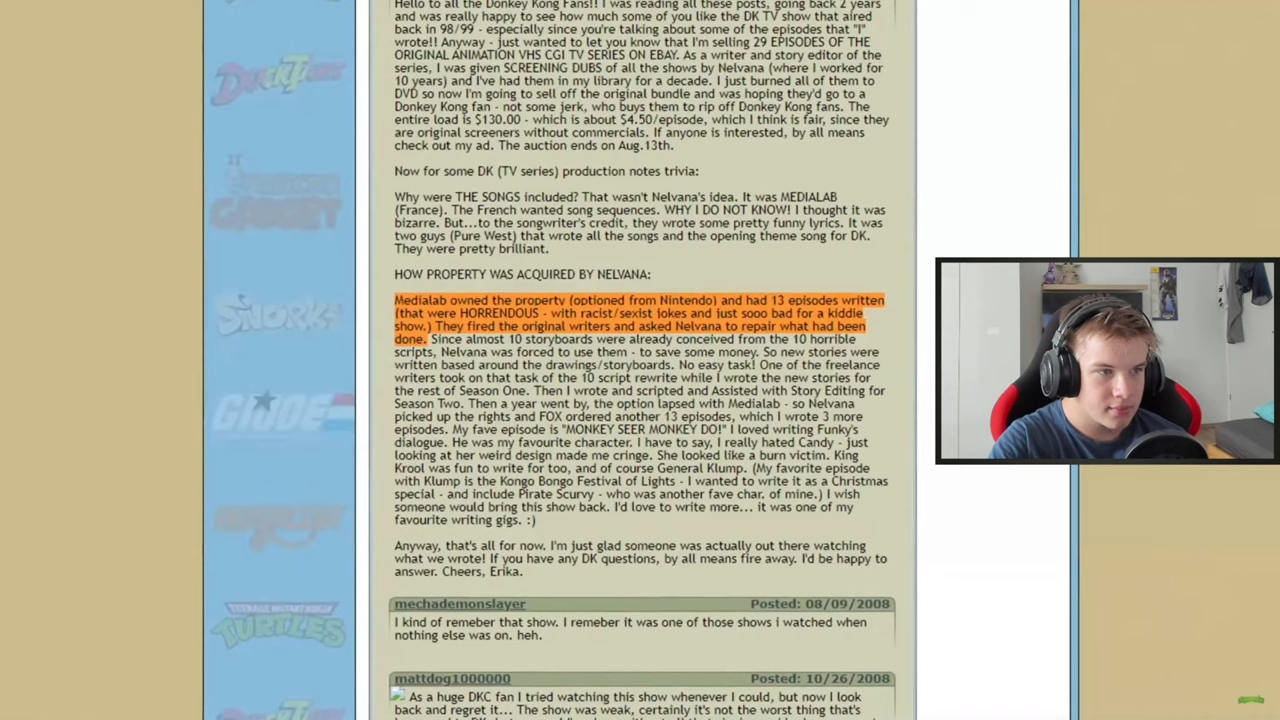 Hello to all the Donkey Kong Fans!! I was reading all these posts, going back 2 years
and was really happy to see how much some of you like the DK TV show that aired
back in 98/99 - especially since you're talking about some of the episodes that "I"
wrote!! Anyway - just wanted to let you know that I'm selling 29 EPISODES OF THE
ORIGINAL ANIMATION VHS CGI TV SERIES ON EBAY. As a writer and story editor of the
series, I was given SCREENING DUBS of all the shows by Nelvana (where I worked for
10 years) and I've had them in my library for a decade. I just burned all of them to
DVD so now I'm going to sell off the original bundle and was hoping they'd go to a
Donkey Kong fan - not some jerk, who buys them to rip off Donkey Kong fans. The
entire load is $130.00 - which is about $4.50/episode, which I think is fair, since they
are original screeners without commercials. If anyone is interested, by all means
check out my ad. The auction ends on Aug.13th.
Now for some DK (TV series) production notes trivia:
Why were THE SONGS included? That wasn't Nelvana's idea. It was MEDIALAB
(France). The French wanted song sequences. WHY I DO NOT KNOW! I thought it was
bizarre. But...to the songwriter's credit, they wrote some pretty funny lyrics. It was
two guys (Pure West) that wrote all the songs and the opening theme song for DK.
They were pretty brilliant.
HOW PROPERTY WAS ACQUIRED BY NELVANA:
Medialab owned the property (optioned from Nintendo) and had 13 episodes written
(that were HORRENDOUS - with racist/sexist jokes and just sooo bad for a kiddie
show.) They fired the original writers and asked Nelvana to repair what had been
done. Since almost 10 storyboards were already conceived from the 10 horrible
scripts, Nelvana was forced to use them - to save some money. So new stories were
written based around the drawings/storyboards. No easy task! One of the freelance
writers took on that task of the 10 script rewrite while I wrote the new stories for
the rest of Season One. Then I wrote and scripted and Assisted with Story Editing for
Season Two. Then a year went by, the option lapsed with Medialab - so Nelvana
picked up the rights and FOX ordered another 13 episodes, which I wrote 3 more
episodes. My fave episode is "MONKEY SEER MONKEY DO!" I loved writing Funky's
dialogue. He was my favourite character. I have to say, I really hated Candy - just
looking at her weird design made me cringe. She looked like a burn victim. King
Krool was fun to write for too, and of course General Klump. (My favorite episode
with Klump is the Kongo Bongo Festival of Lights - I wanted to write it as a Christmas
special - and include Pirate Scurvy - who was another fave char. of mine.) I wish
someone would bring this show back. I'd love to write more... it was one of my
favourite writing gigs. :)
Anyway, that's all for now. I'm just glad someone was actually out there watching
what we wrote! If you have any DK questions, by all means fire away. I'd be happy to
answer. Cheers, Erika.
mechademonslayer Posted: 08/09/2008
I kind of remeber that show. I remeber it was one of those shows i watched when
nothing else was on. heh.
mattdog1000000 Posted: 10/26/2008
As a huge DKC fan I tried watching this show whenever I could, but now I look
back and regret it... The show was weak, certainly it's not the worst thing that's
DUCKTALES
INSPECTOR
GADGET
SNORKS
GI JOE
TEENAGE MUTANT NINJA
TURTLES